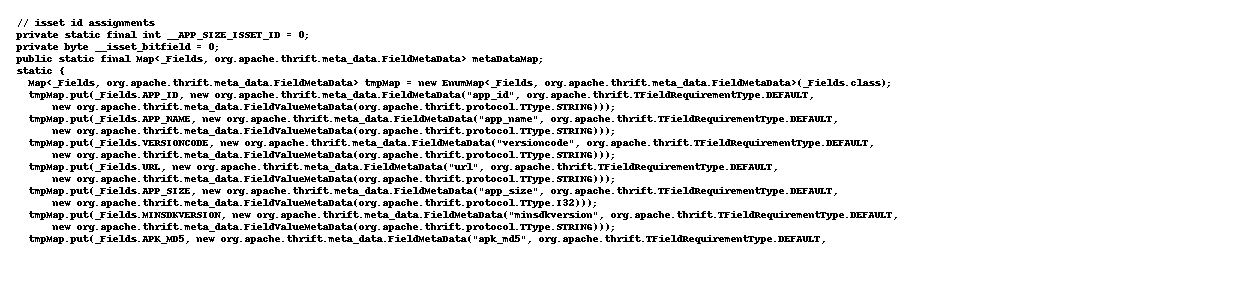 // isset id assignments
private static final int __APP_SIZE_ISSET_ID = 0;
private byte __isset_bitfield = 0;
public static final Map<_Fields, org.apache.thrift.meta_data.FieldMetaData> metaDataMap;
static {
  Map<_Fields, org.apache.thrift.meta_data.FieldMetaData> tmpMap = new EnumMap<_Fields, org.apache.thrift.meta_data.FieldMetaData>(_Fields.class);
  tmpMap.put(_Fields.APP_ID, new org.apache.thrift.meta_data.FieldMetaData("app_id", org.apache.thrift.TFieldRequirementType.DEFAULT,
      new org.apache.thrift.meta_data.FieldValueMetaData(org.apache.thrift.protocol.TType.STRING)));
  tmpMap.put(_Fields.APP_NAME, new org.apache.thrift.meta_data.FieldMetaData("app_name", org.apache.thrift.TFieldRequirementType.DEFAULT,
      new org.apache.thrift.meta_data.FieldValueMetaData(org.apache.thrift.protocol.TType.STRING)));
  tmpMap.put(_Fields.VERSIONCODE, new org.apache.thrift.meta_data.FieldMetaData("versioncode", org.apache.thrift.TFieldRequirementType.DEFAULT,
      new org.apache.thrift.meta_data.FieldValueMetaData(org.apache.thrift.protocol.TType.STRING)));
  tmpMap.put(_Fields.URL, new org.apache.thrift.meta_data.FieldMetaData("url", org.apache.thrift.TFieldRequirementType.DEFAULT,
      new org.apache.thrift.meta_data.FieldValueMetaData(org.apache.thrift.protocol.TType.STRING)));
  tmpMap.put(_Fields.APP_SIZE, new org.apache.thrift.meta_data.FieldMetaData("app_size", org.apache.thrift.TFieldRequirementType.DEFAULT,
      new org.apache.thrift.meta_data.FieldValueMetaData(org.apache.thrift.protocol.TType.I32)));
  tmpMap.put(_Fields.MINSDKVERSION, new org.apache.thrift.meta_data.FieldMetaData("minsdkversion", org.apache.thrift.TFieldRequirementType.DEFAULT,
      new org.apache.thrift.meta_data.FieldValueMetaData(org.apache.thrift.protocol.TType.STRING)));
  tmpMap.put(_Fields.APK_MD5, new org.apache.thrift.meta_data.FieldMetaData("apk_md5", org.apache.thrift.TFieldRequirementType.DEFAULT,